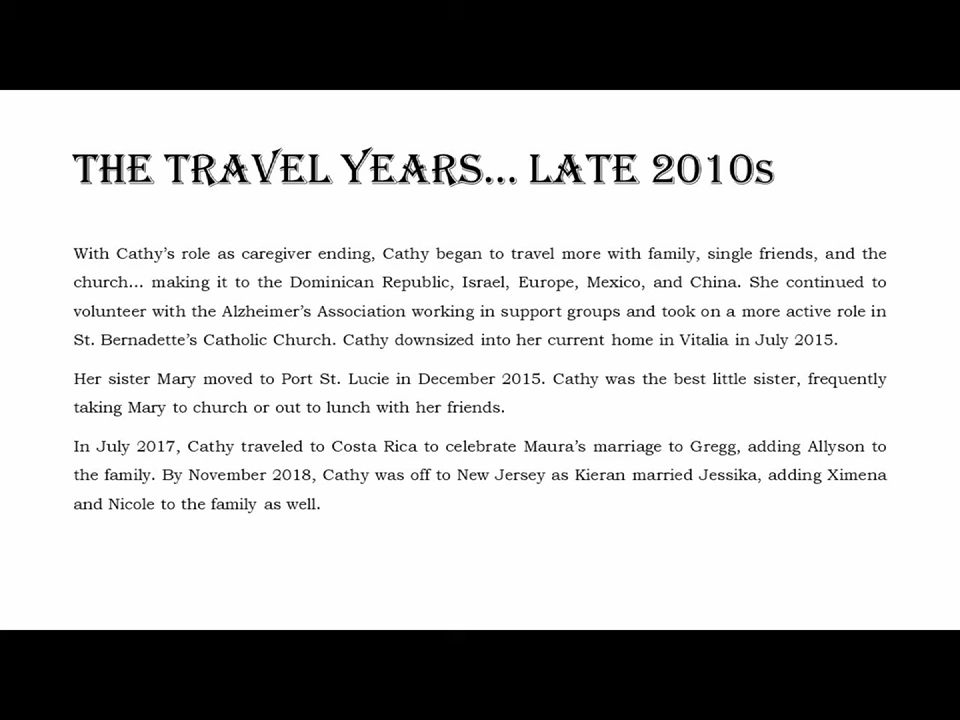 THE TRAVEL YEARS... LATE 2010s
With Cathy’s role as caregiver ending, Cathy began to travel more with family, single friends, and the
church... making it to the Dominican Republic, Israel, Europe, Mexico, and China. She continued to
volunteer with the Alzheimer’s Association working in support groups and took on a more active role in
St. Bernadette’s Catholic Church. Cathy downsized into her current home in Vitalia in July 2015.
Her sister Mary moved to Port St. Lucie in December 2015. Cathy was the best little sister, frequently
taking Mary to church or out to lunch with her friends.
In July 2017, Cathy traveled to Costa Rica to celebrate Maura’s marriage to Gregg, adding Allyson to
the family. By November 2018, Cathy was off to New Jersey as Kieran married Jessika, adding Ximena
and Nicole to the family as well.